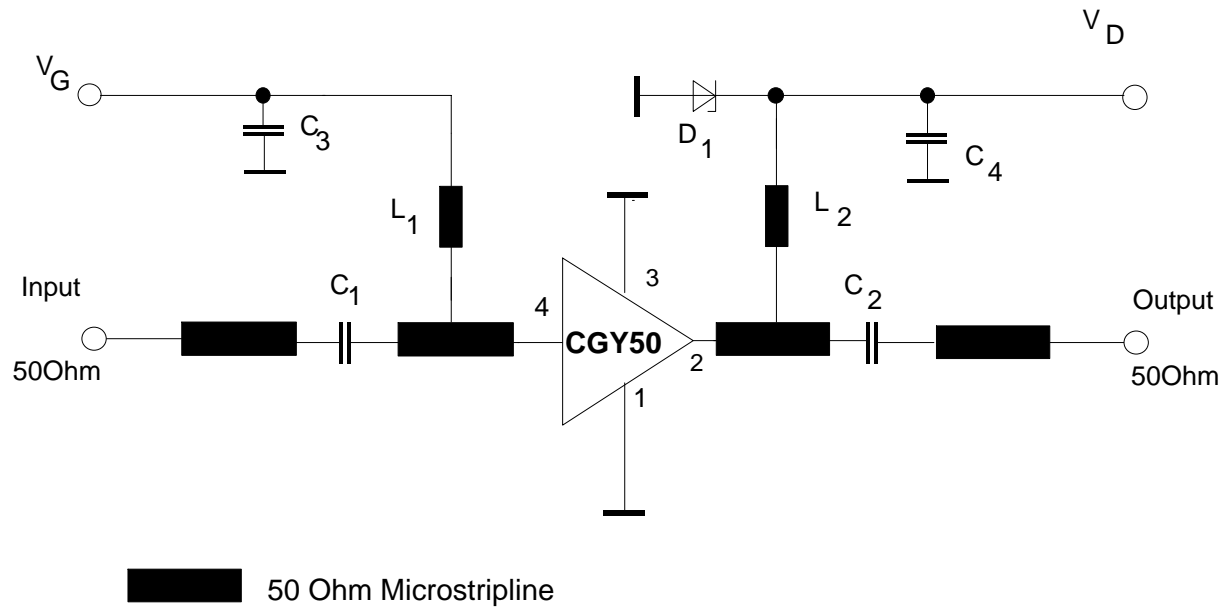 V D
V G
C 3
D 1
C 4
L 1
L 2
3
Input
C 1
4
C 2
Output
CGY50
2
50Ohm
50Ohm
1
50 Ohm Microstripline